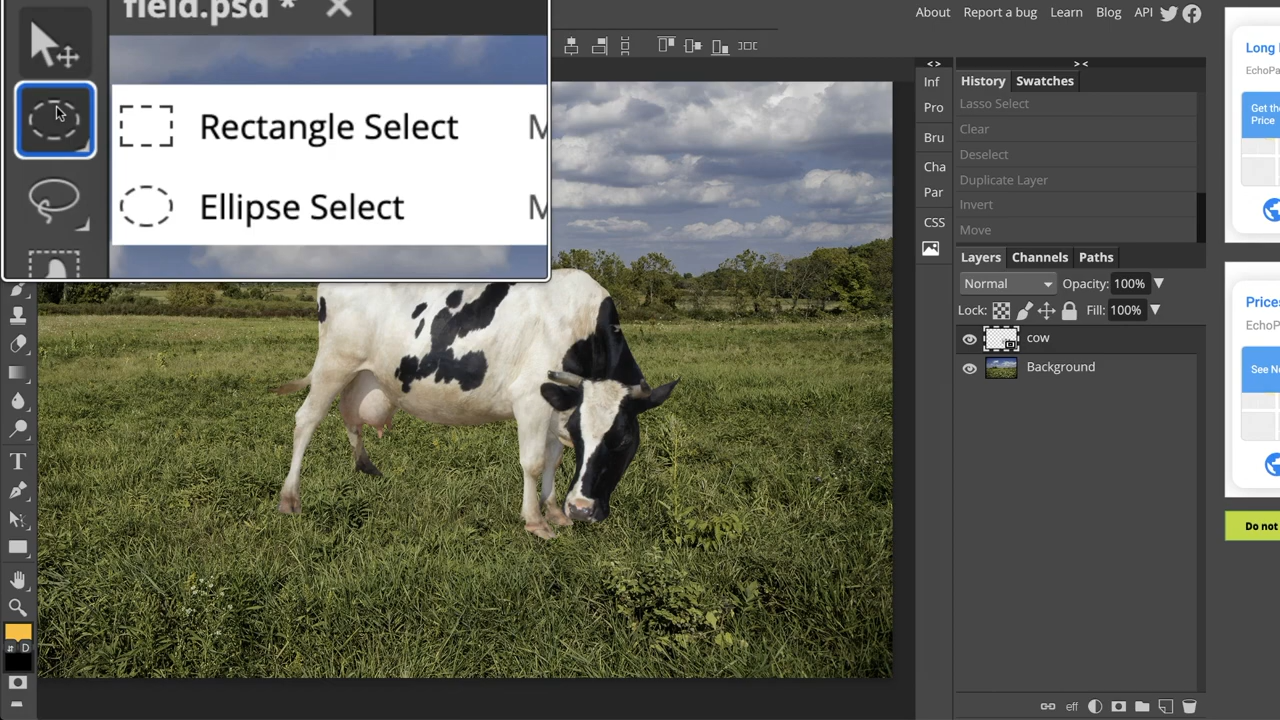 field.psd *
Rectangle Select M
Ellipse Select M
About Report a bug Learn Blog API
Inf
Pro
Bru
Cha
Par
CSS
History Swatches
Lasso Select
Clear
Deselect
Duplicate Layer
Invert
Move
Layers Channels Paths
Normal Opacity: 100%
Lock: Fill: 100%
cow
Background
eff
T
D
Long
EchoPa
Get th
Price
Prices
EchoPa
See N
Do not